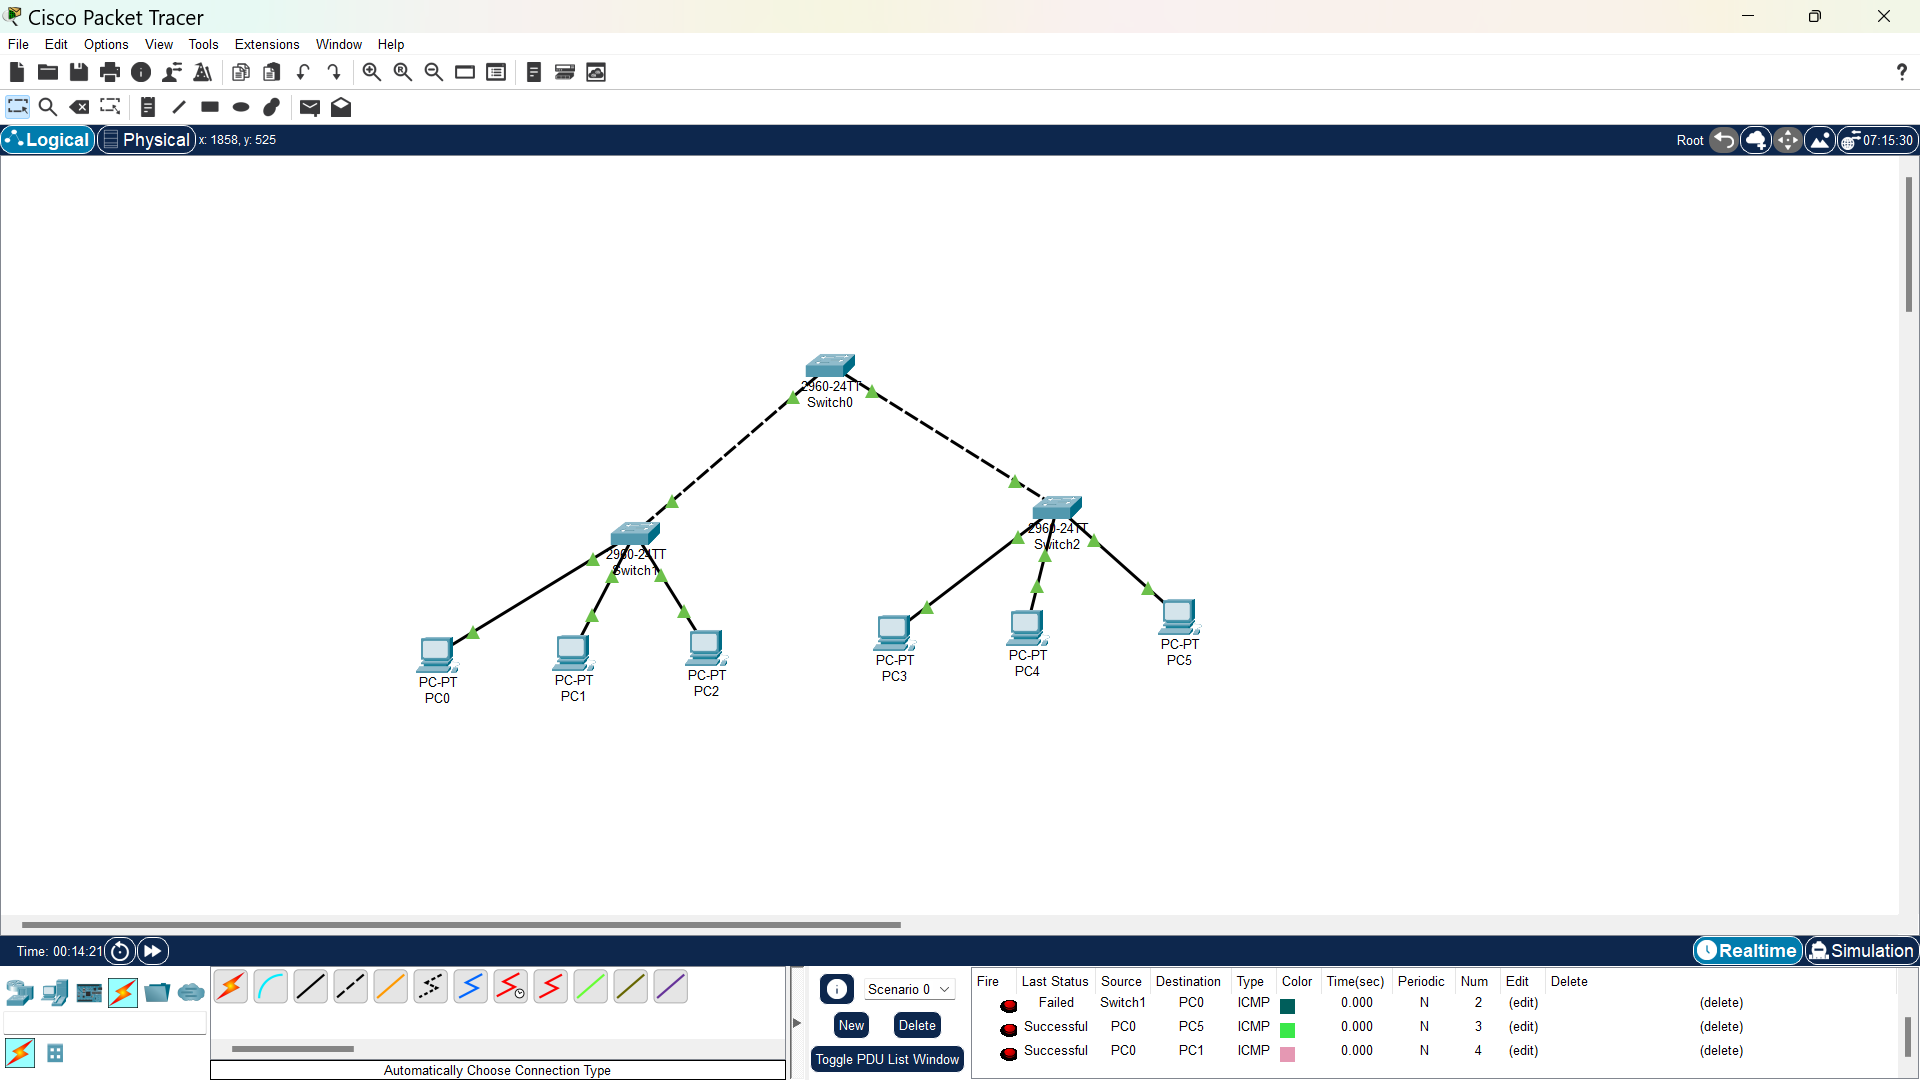 Cisco Packet Tracer
File Edit Options View Tools Extensions Window Help
?
Logical Physical x: 1858, y: 525 Root 07:15:30
2960-24TT
Switch0
2960-24TT
Switch2
2960-24TT
Switch1
PC-PT
PC0
PC-PT
PC1
PC-PT
PC2
PC-PT
PC3
PC-PT
PC4
PC-PT
PC5
Time: 00:14:21 Realtime Simulation
Scenario 0
New Delete
Toggle PDU List Window
Automatically Choose Connection Type
Fire Last Status Source Destination Type Color Time(sec) Periodic Num Edit Delete
Failed Switch1 PC0 ICMP 0.000 N 2 (edit) (delete)
Successful PC0 PC5 ICMP 0.000 N 3 (edit) (delete)
Successful PC0 PC1 ICMP 0.000 N 4 (edit) (delete)